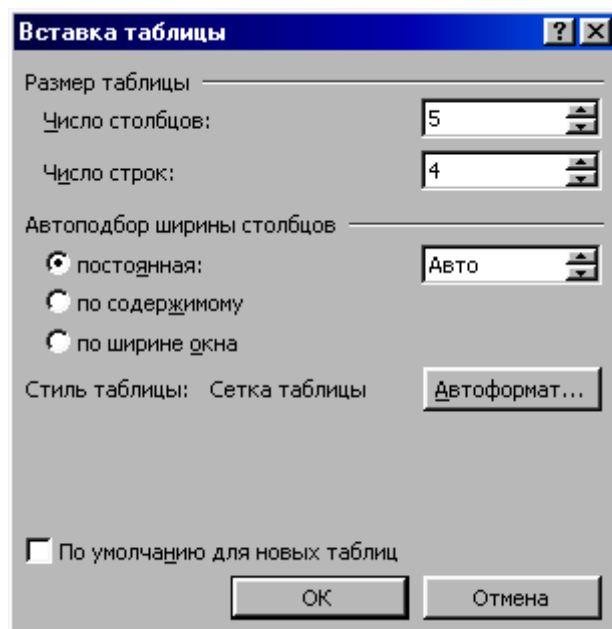 Вставка таблицы
Размер таблицы
Число столбцов: 5
Число строк: 4
Автоподбор ширины столбцов
постоянная: Авто
по содержимому
по ширине окна
Стиль таблицы: Сетка таблицы Автоформат...
По умолчанию для новых таблиц
ОК Отмена